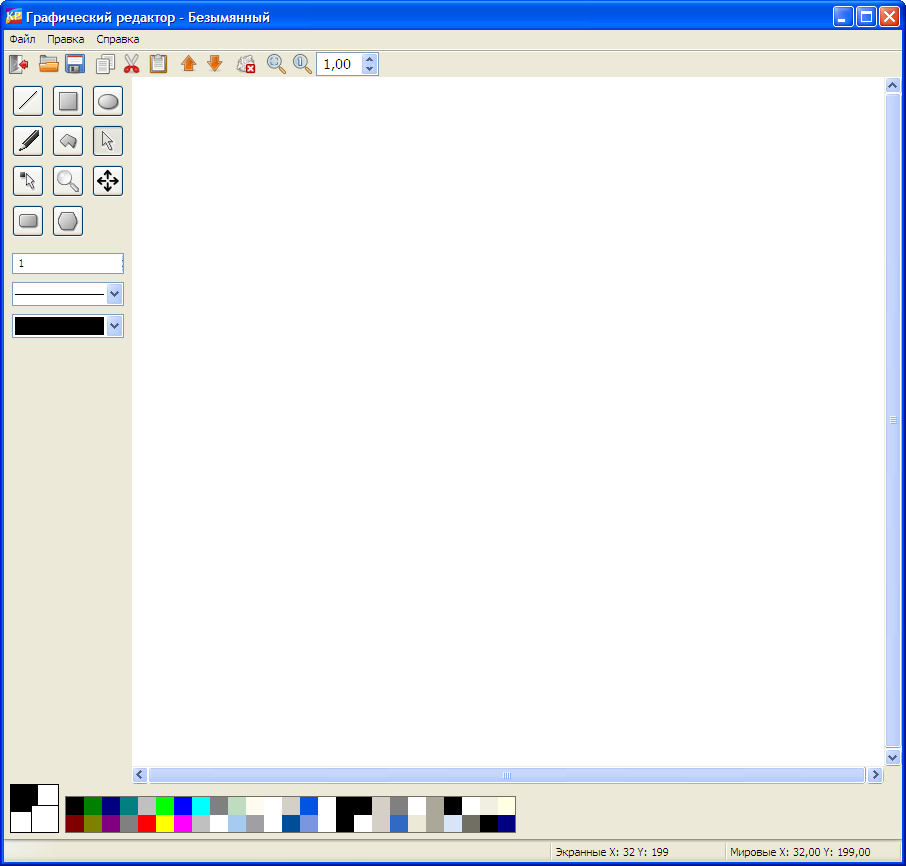 Графический редактор - Безымянный
Файл Правка Справка
1,00
1
Экранные X: 32 Y: 199
Мировые X: 32,00 Y: 199,00